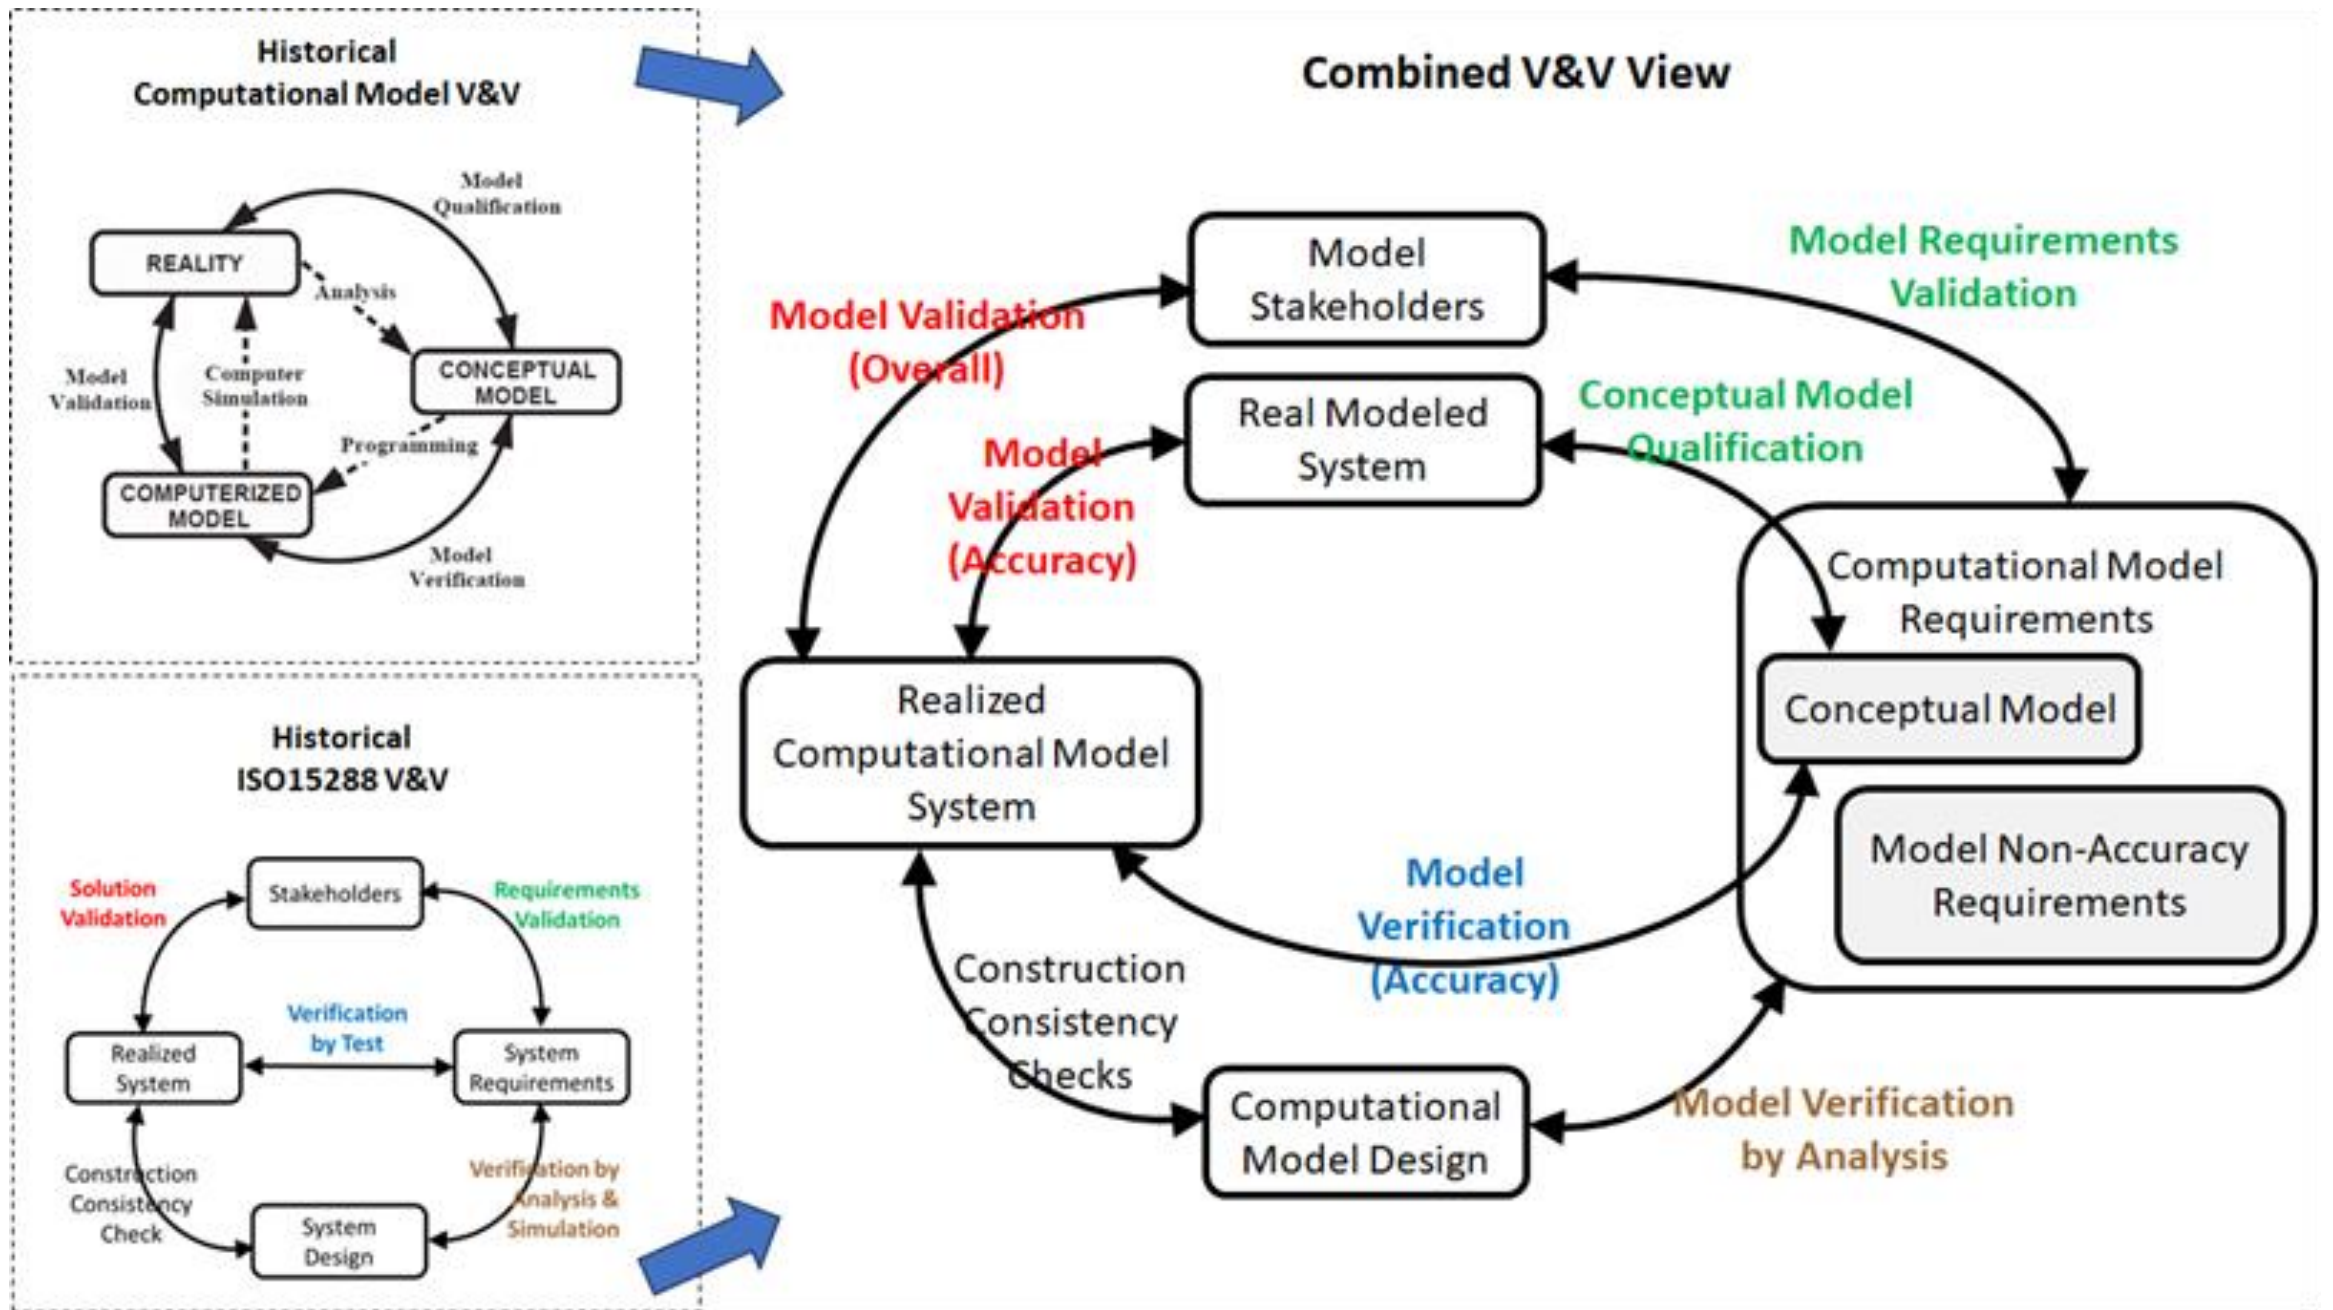 Historical
Computational Model V&V
Model
Qualification
REALITY
Analysis
CONCEPTUAL
MODEL
Model
Validation
Computer
Simulation
Programming
COMPUTERIZED
MODEL
Model
Verification
Historical
ISO15288 V&V
Solution
Validation
Stakeholders
Requirements
Validation
Verification
by Test
Realized
System
System
Requirements
Construction
Consistency
Check
Verification by
Analysis &
Simulation
System
Design
Combined V&V View
Model
Stakeholders
Model Requirements
Validation
Model Validation
(Overall)
Real Modeled
System
Conceptual Model
Qualification
Model
Validation
(Accuracy)
Computational Model
Requirements
Conceptual Model
Model Non-Accuracy
Requirements
Realized
Computational Model
System
Model
Verification
(Accuracy)
Construction
Consistency
Checks
Computational
Model Design
Model Verification
by Analysis